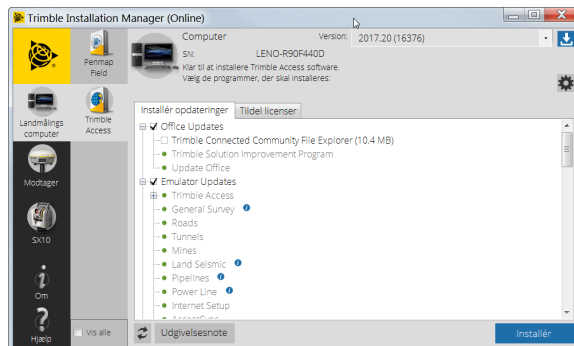 Trimble Installation Manager (Online)
Computer
Version:
2017.20 (16376)
SN:
LENO-R90F440D
Klar til at installere Trimble Access software.
Vælg de programmer, der skal installeres:
Penmap
Field
Landmålings
computer
Trimble
Access
Modtager
SX10
Om
Hjælp
Vis alle
Installér opdateringer
Tildel licenser
Office Updates
Trimble Connected Community File Explorer (10.4 MB)
Trimble Solution Improvement Program
Update Office
Emulator Updates
Trimble Access
General Survey
Roads
Tunnels
Mines
Land Seismic
Pipelines
Power Line
Internet Setup
AccessSync
Udgivelsesnote
Installér